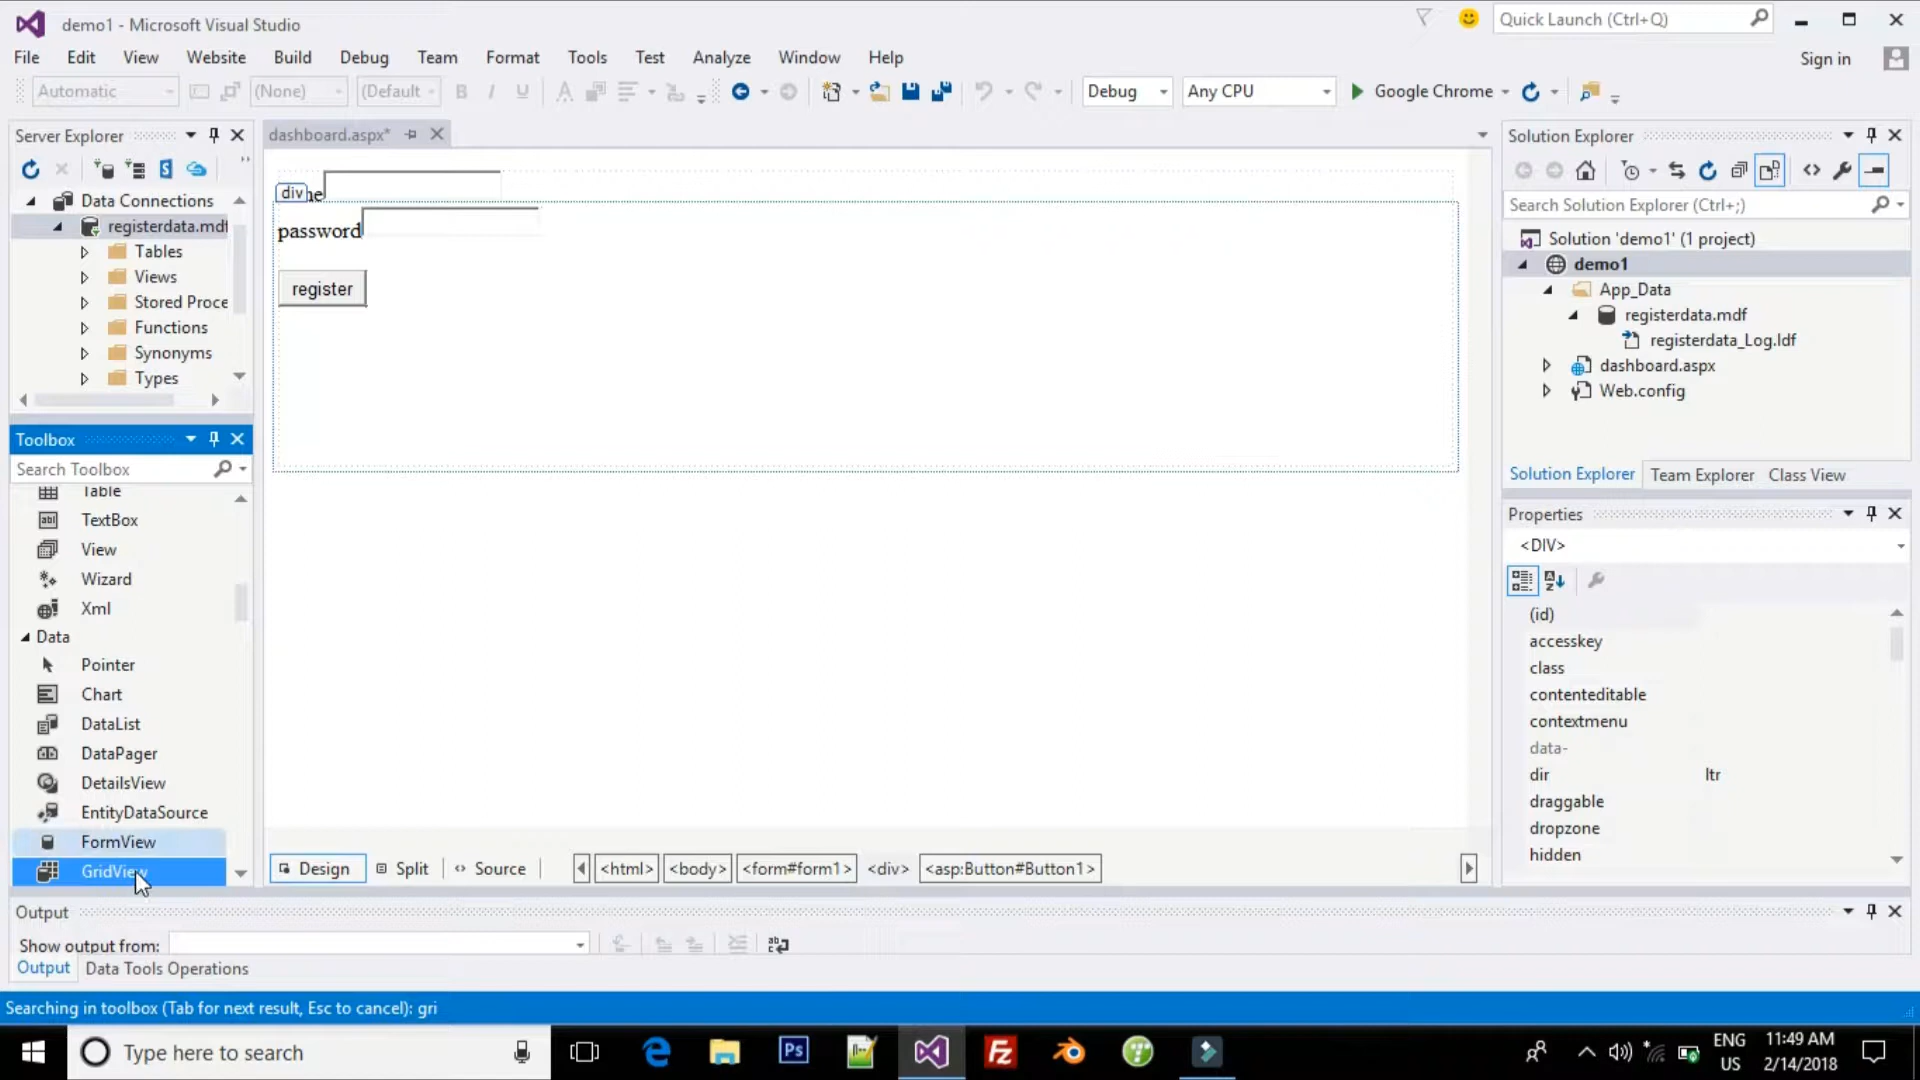 demo1 - Microsoft Visual Studio
Quick Launch (Ctrl+Q)
File Edit View Website Build Debug Team Format Tools Test Analyze Window Help
Sign in
Automatic
(None)
(Default
Debug
Any CPU
Google Chrome
Server Explorer
Data Connections
registerdata.mdf
Tables
Views
Stored Proce
Functions
Synonyms
Types
dashboard.aspx*
div
me
password
register
Solution Explorer
Search Solution Explorer (Ctrl+;)
Solution 'demo1' (1 project)
demo1
App_Data
registerdata.mdf
registerdata_Log.ldf
dashboard.aspx
Web.config
Solution Explorer Team Explorer Class View
Toolbox
Search Toolbox
Table
TextBox
View
Wizard
Xml
Data
Pointer
Chart
DataList
DataPager
DetailsView
EntityDataSource
FormView
GridView
Properties
<DIV>
(id)
accesskey
class
contenteditable
contextmenu
data-
dir ltr
draggable
dropzone
hidden
Design Split Source <html> <body> <form#form1> <div> <asp:Button#Button1>
Output
Show output from:
Output Data Tools Operations
Searching in toolbox (Tab for next result, Esc to cancel): gri
Type here to search
Ps
ENG
US
11:49 AM
2/14/2018